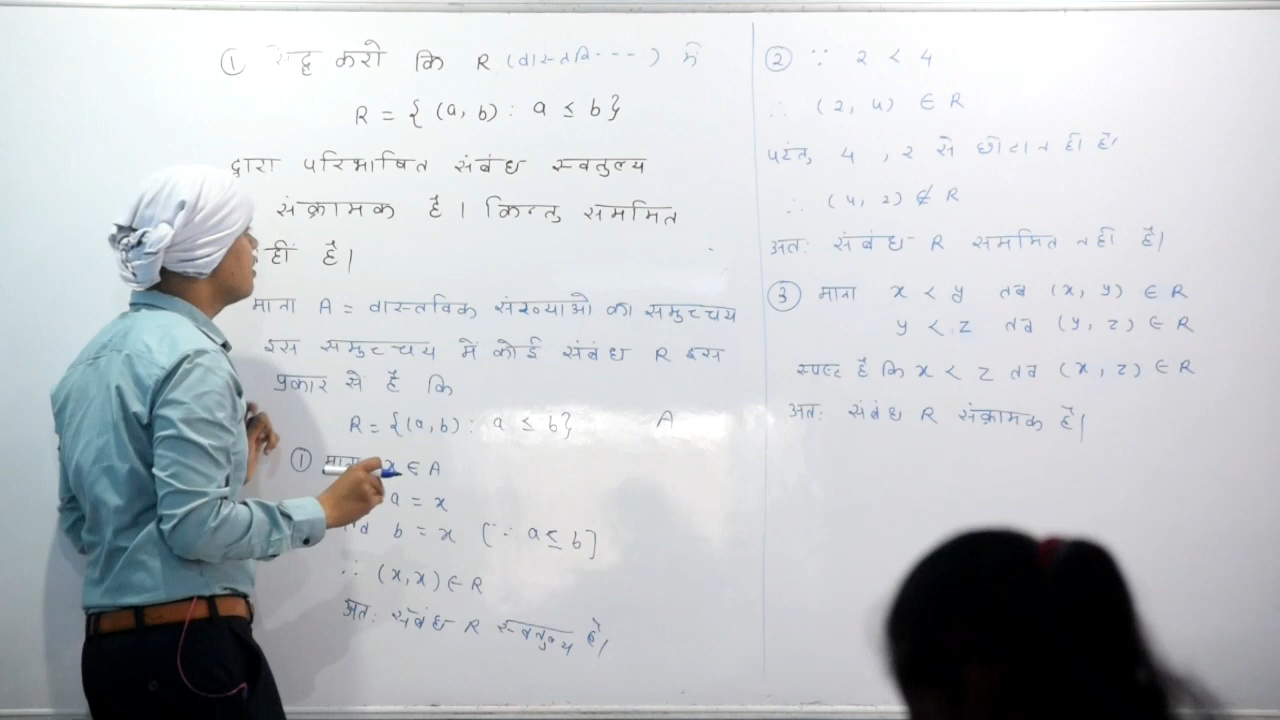 ① करो कि R (वास्तवि---) में
R = { (a, b) : a ≤ b}
द्वारा परिभाषित संबंध स्वतुल्य
संक्रामक है। किन्तु सममित
हीं है।
माना A = वास्तविक संख्याओ का समुच्चय
इस समुच्चय में कोई संबंध R इस
प्रकार से है कि
R = {(a, b) : a ≤ b} A
① माना x ∈ A
a = x
b = x [∵ a ≤ b]
∴ (x, x) ∈ R
अतः संबंध R स्वतुल्य है।
② ∵ 2 < 4
∴ (2, 4) ∈ R
परंतु 4 , 2 से छोटा नही है।
∴ (4, 2) ∉ R
अतः संबंध R सममित नही है।
③ माना x < y तब (x, y) ∈ R
y < z तब (y, z) ∈ R
स्पष्ट है कि x < z तब (x, z) ∈ R
अतः संबंध R संक्रामक है।